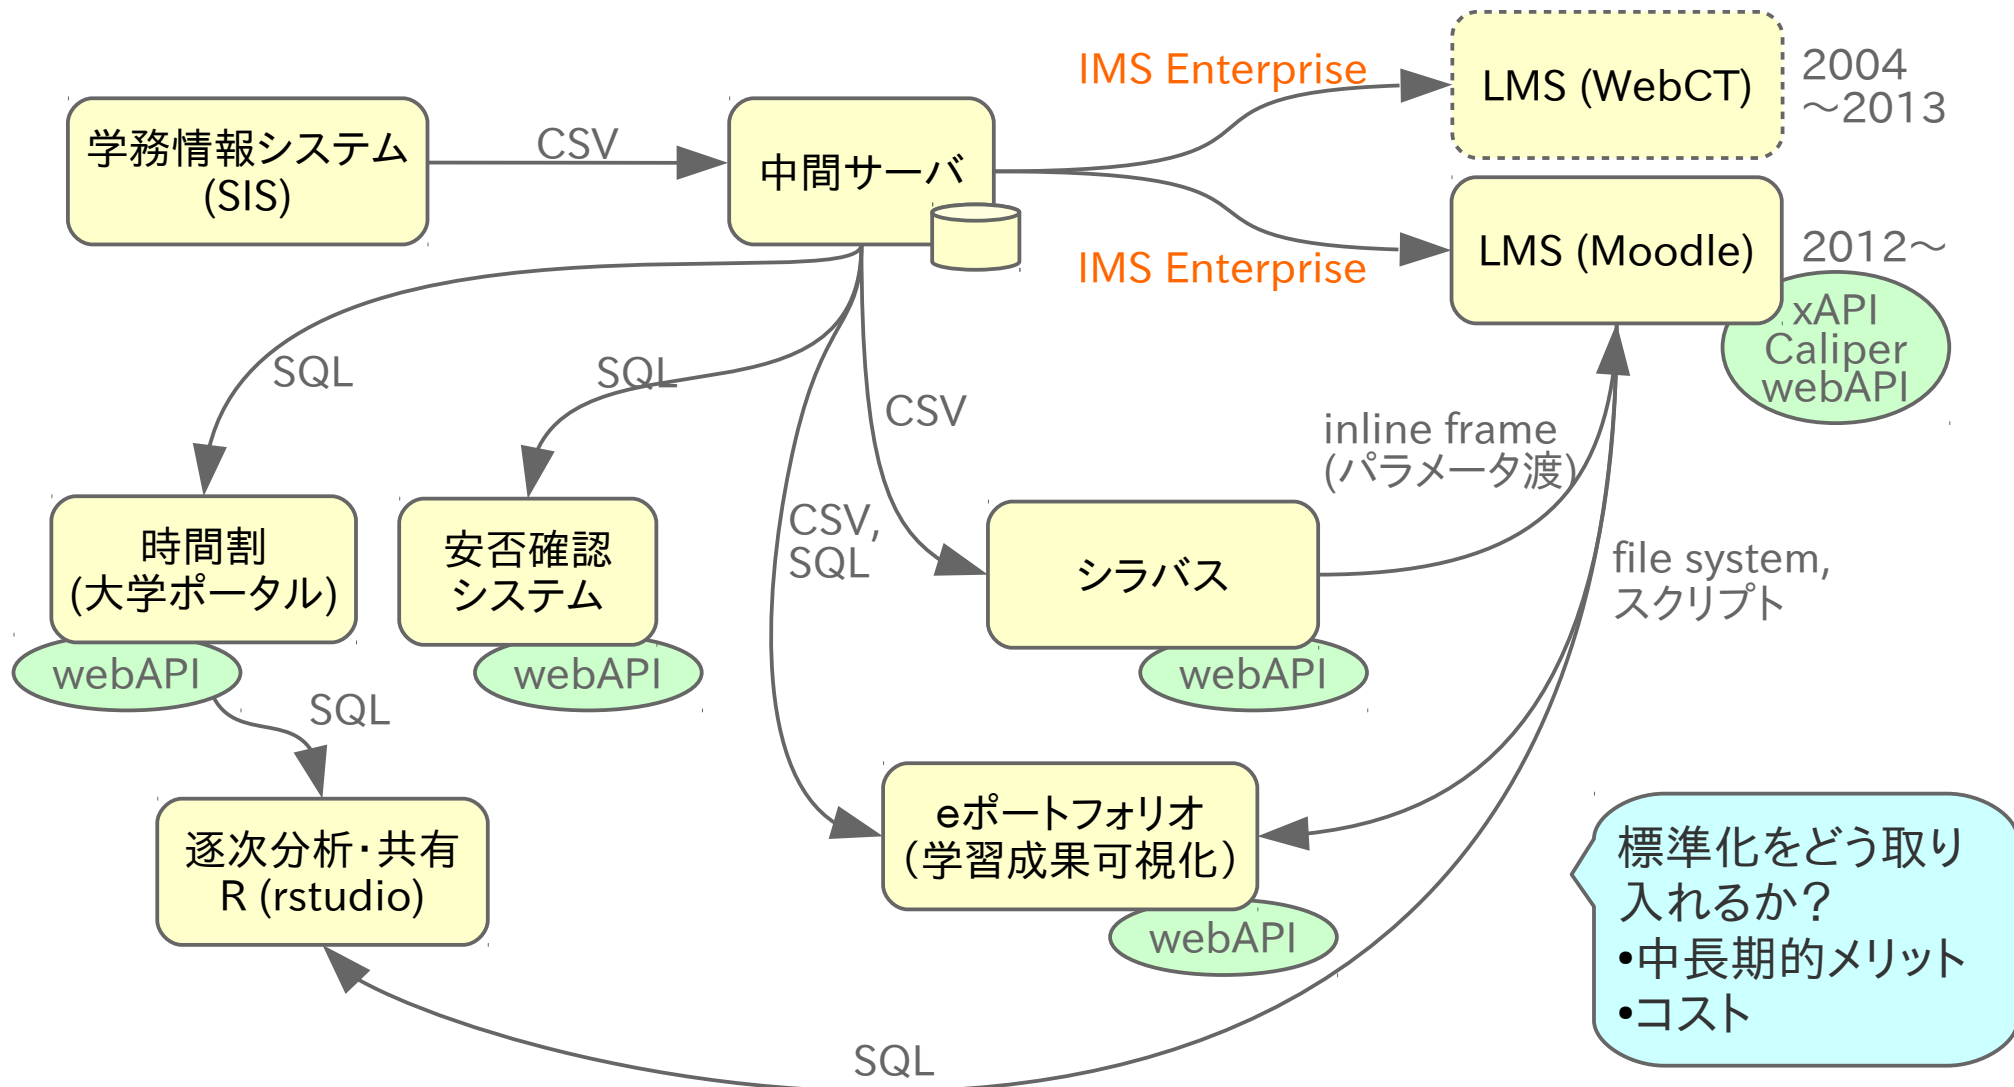 IMS Enterprise
LMS (WebCT)
2004
～2013
学務情報システム
(SIS)
CSV
中間サーバ
IMS Enterprise
LMS (Moodle)
2012～
xAPI
Caliper
webAPI
SQL
SQL
CSV
inline frame
(パラメータ渡)
CSV,
SQL
時間割
(大学ポータル)
webAPI
安否確認
システム
webAPI
シラバス
webAPI
file system,
スクリプト
SQL
逐次分析・共有
R (rstudio)
eポートフォリオ
（学習成果可視化）
webAPI
標準化をどう取り
入れるか？
•中長期的メリット
•コスト
SQL